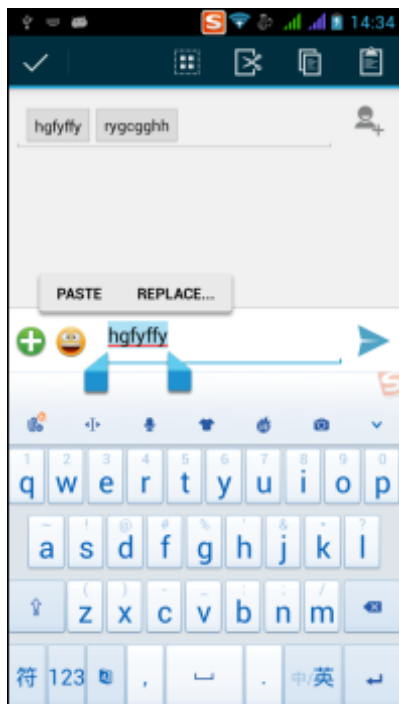 14:34
hgfyffy rygcgghh
PASTE REPLACE...
hgfyffy
1 2 3 4 5 6 7 8 9 0
q w e r t y u i o p
~ ! @ # % ' & * ?
a s d f g h j k l
( ) - _ : ; /
z x c v b n m
符 123 , . 中/英